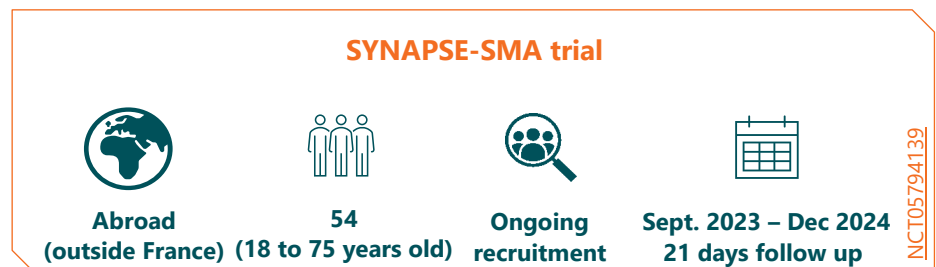 SYNAPSE-SMA trial
Abroad
(outside France)
54
(18 to 75 years old)
Ongoing
recruitment
Sept. 2023 – Dec 2024
21 days follow up
NCT05794139